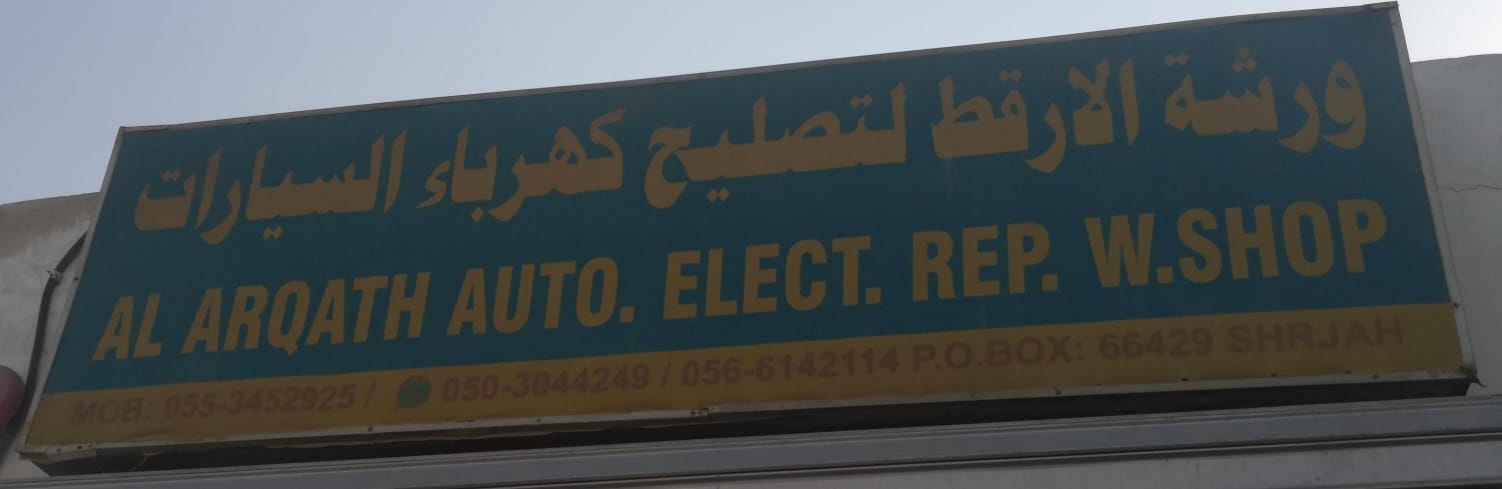 ورشة الارقط لتصليح كهرباء السيارات
AL ARQATH AUTO. ELECT. REP. W.SHOP
MOB: 055-3452925 / 050-3044249 / 056-6142114 P.O.BOX: 66429 SHRJAH